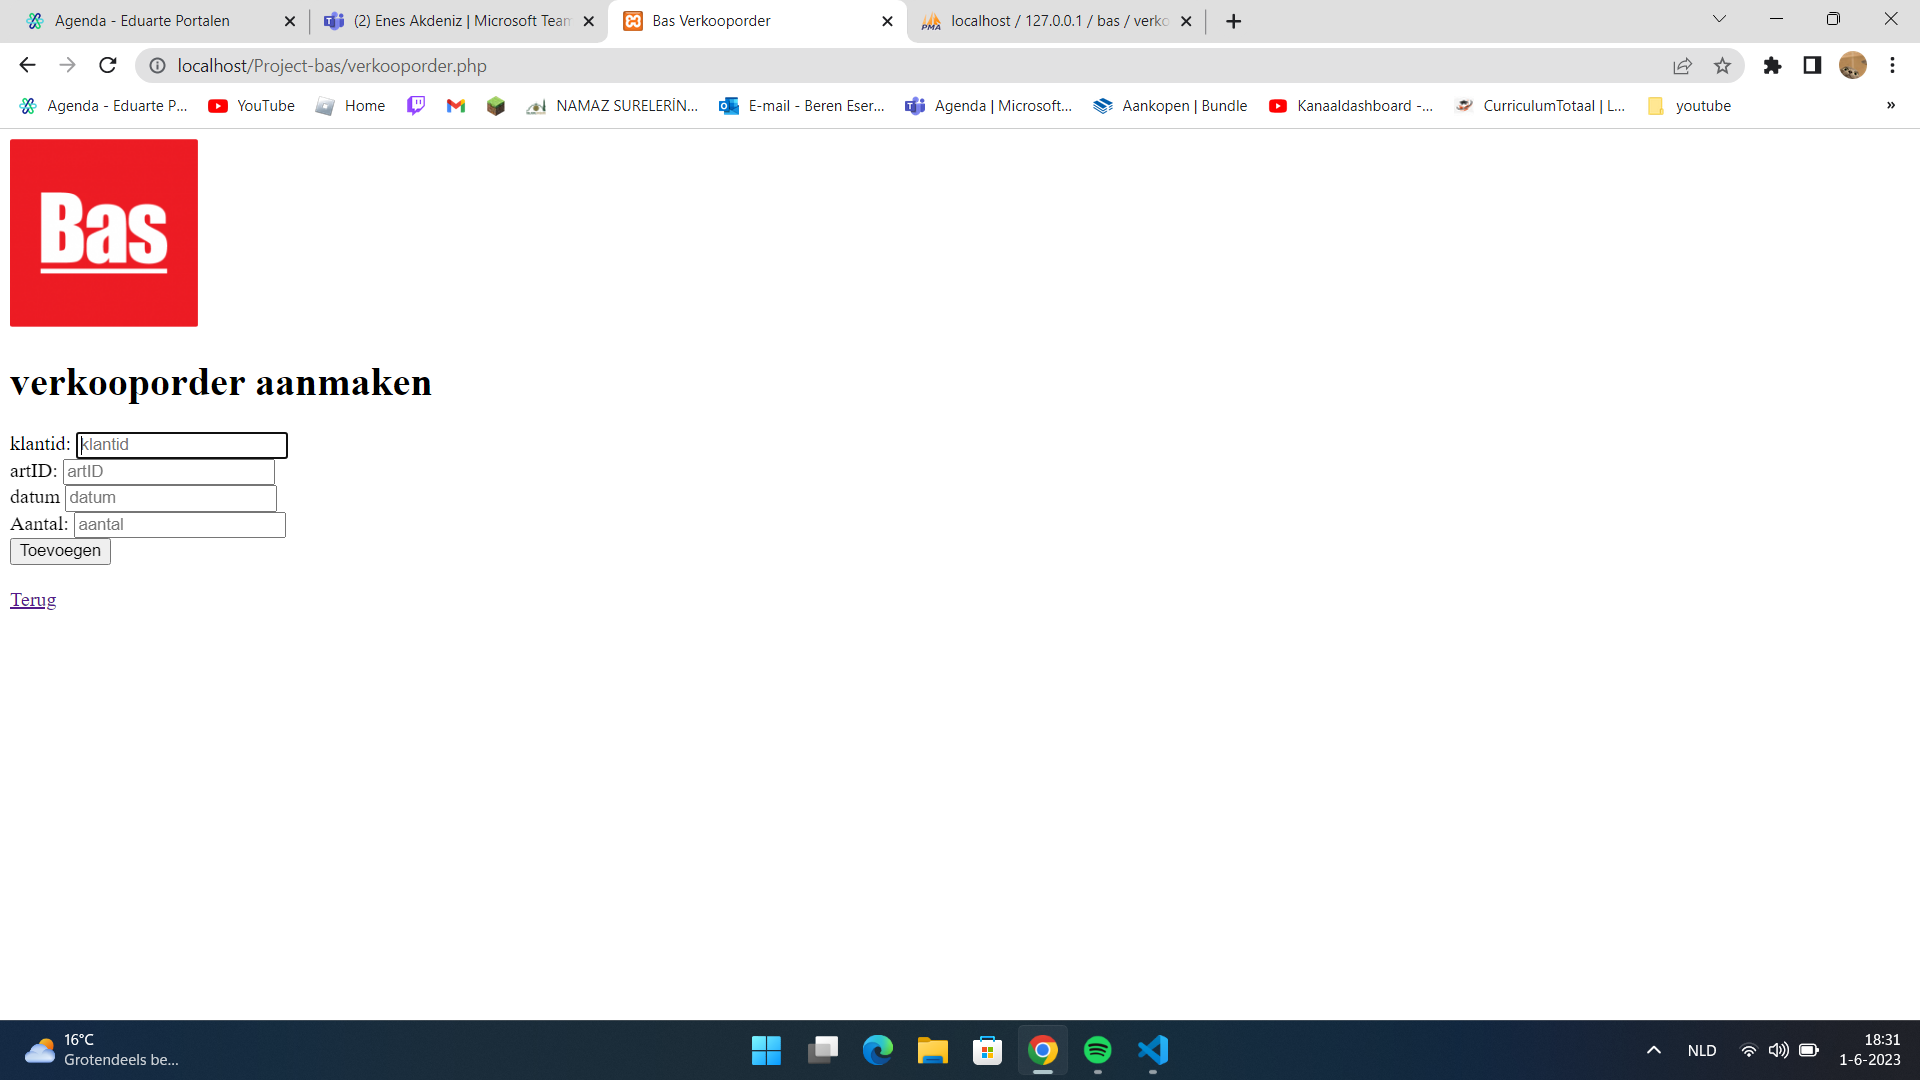 Agenda - Eduarte Portalen
(2) Enes Akdeniz | Microsoft Team
Bas Verkooporder
PMA
localhost / 127.0.0.1 / bas / verko
localhost/Project-bas/verkooporder.php
Agenda - Eduarte P...
YouTube
Home
NAMAZ SURELERİN...
E-mail - Beren Eser...
Agenda | Microsoft...
Aankopen | Bundle
Kanaaldashboard -...
CurriculumTotaal | L...
youtube
»
Bas
verkooporder aanmaken
klantid: klantid
artID: artID
datum datum
Aantal: aantal
Toevoegen
Terug
16°C
Grotendeels be...
NLD
18:31
1-6-2023